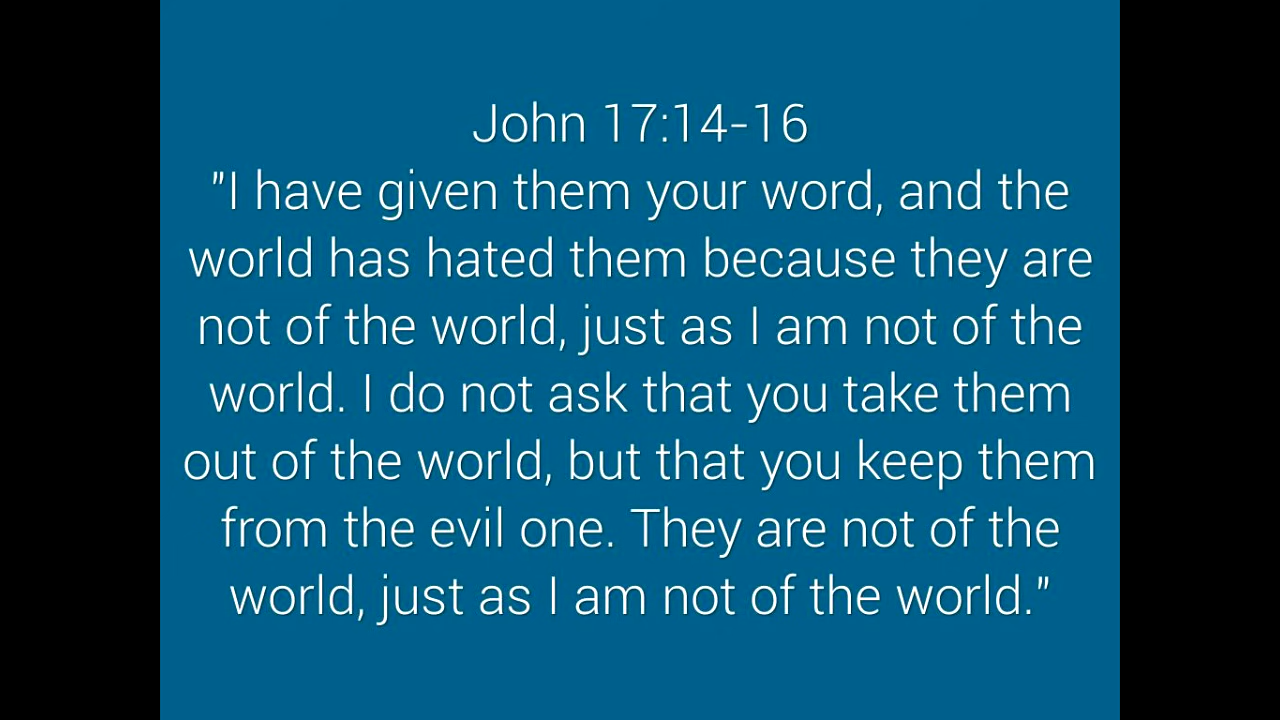 John 17:14-16
"I have given them your word, and the
world has hated them because they are
not of the world, just as I am not of the
world. I do not ask that you take them
out of the world, but that you keep them
from the evil one. They are not of the
world, just as I am not of the world."